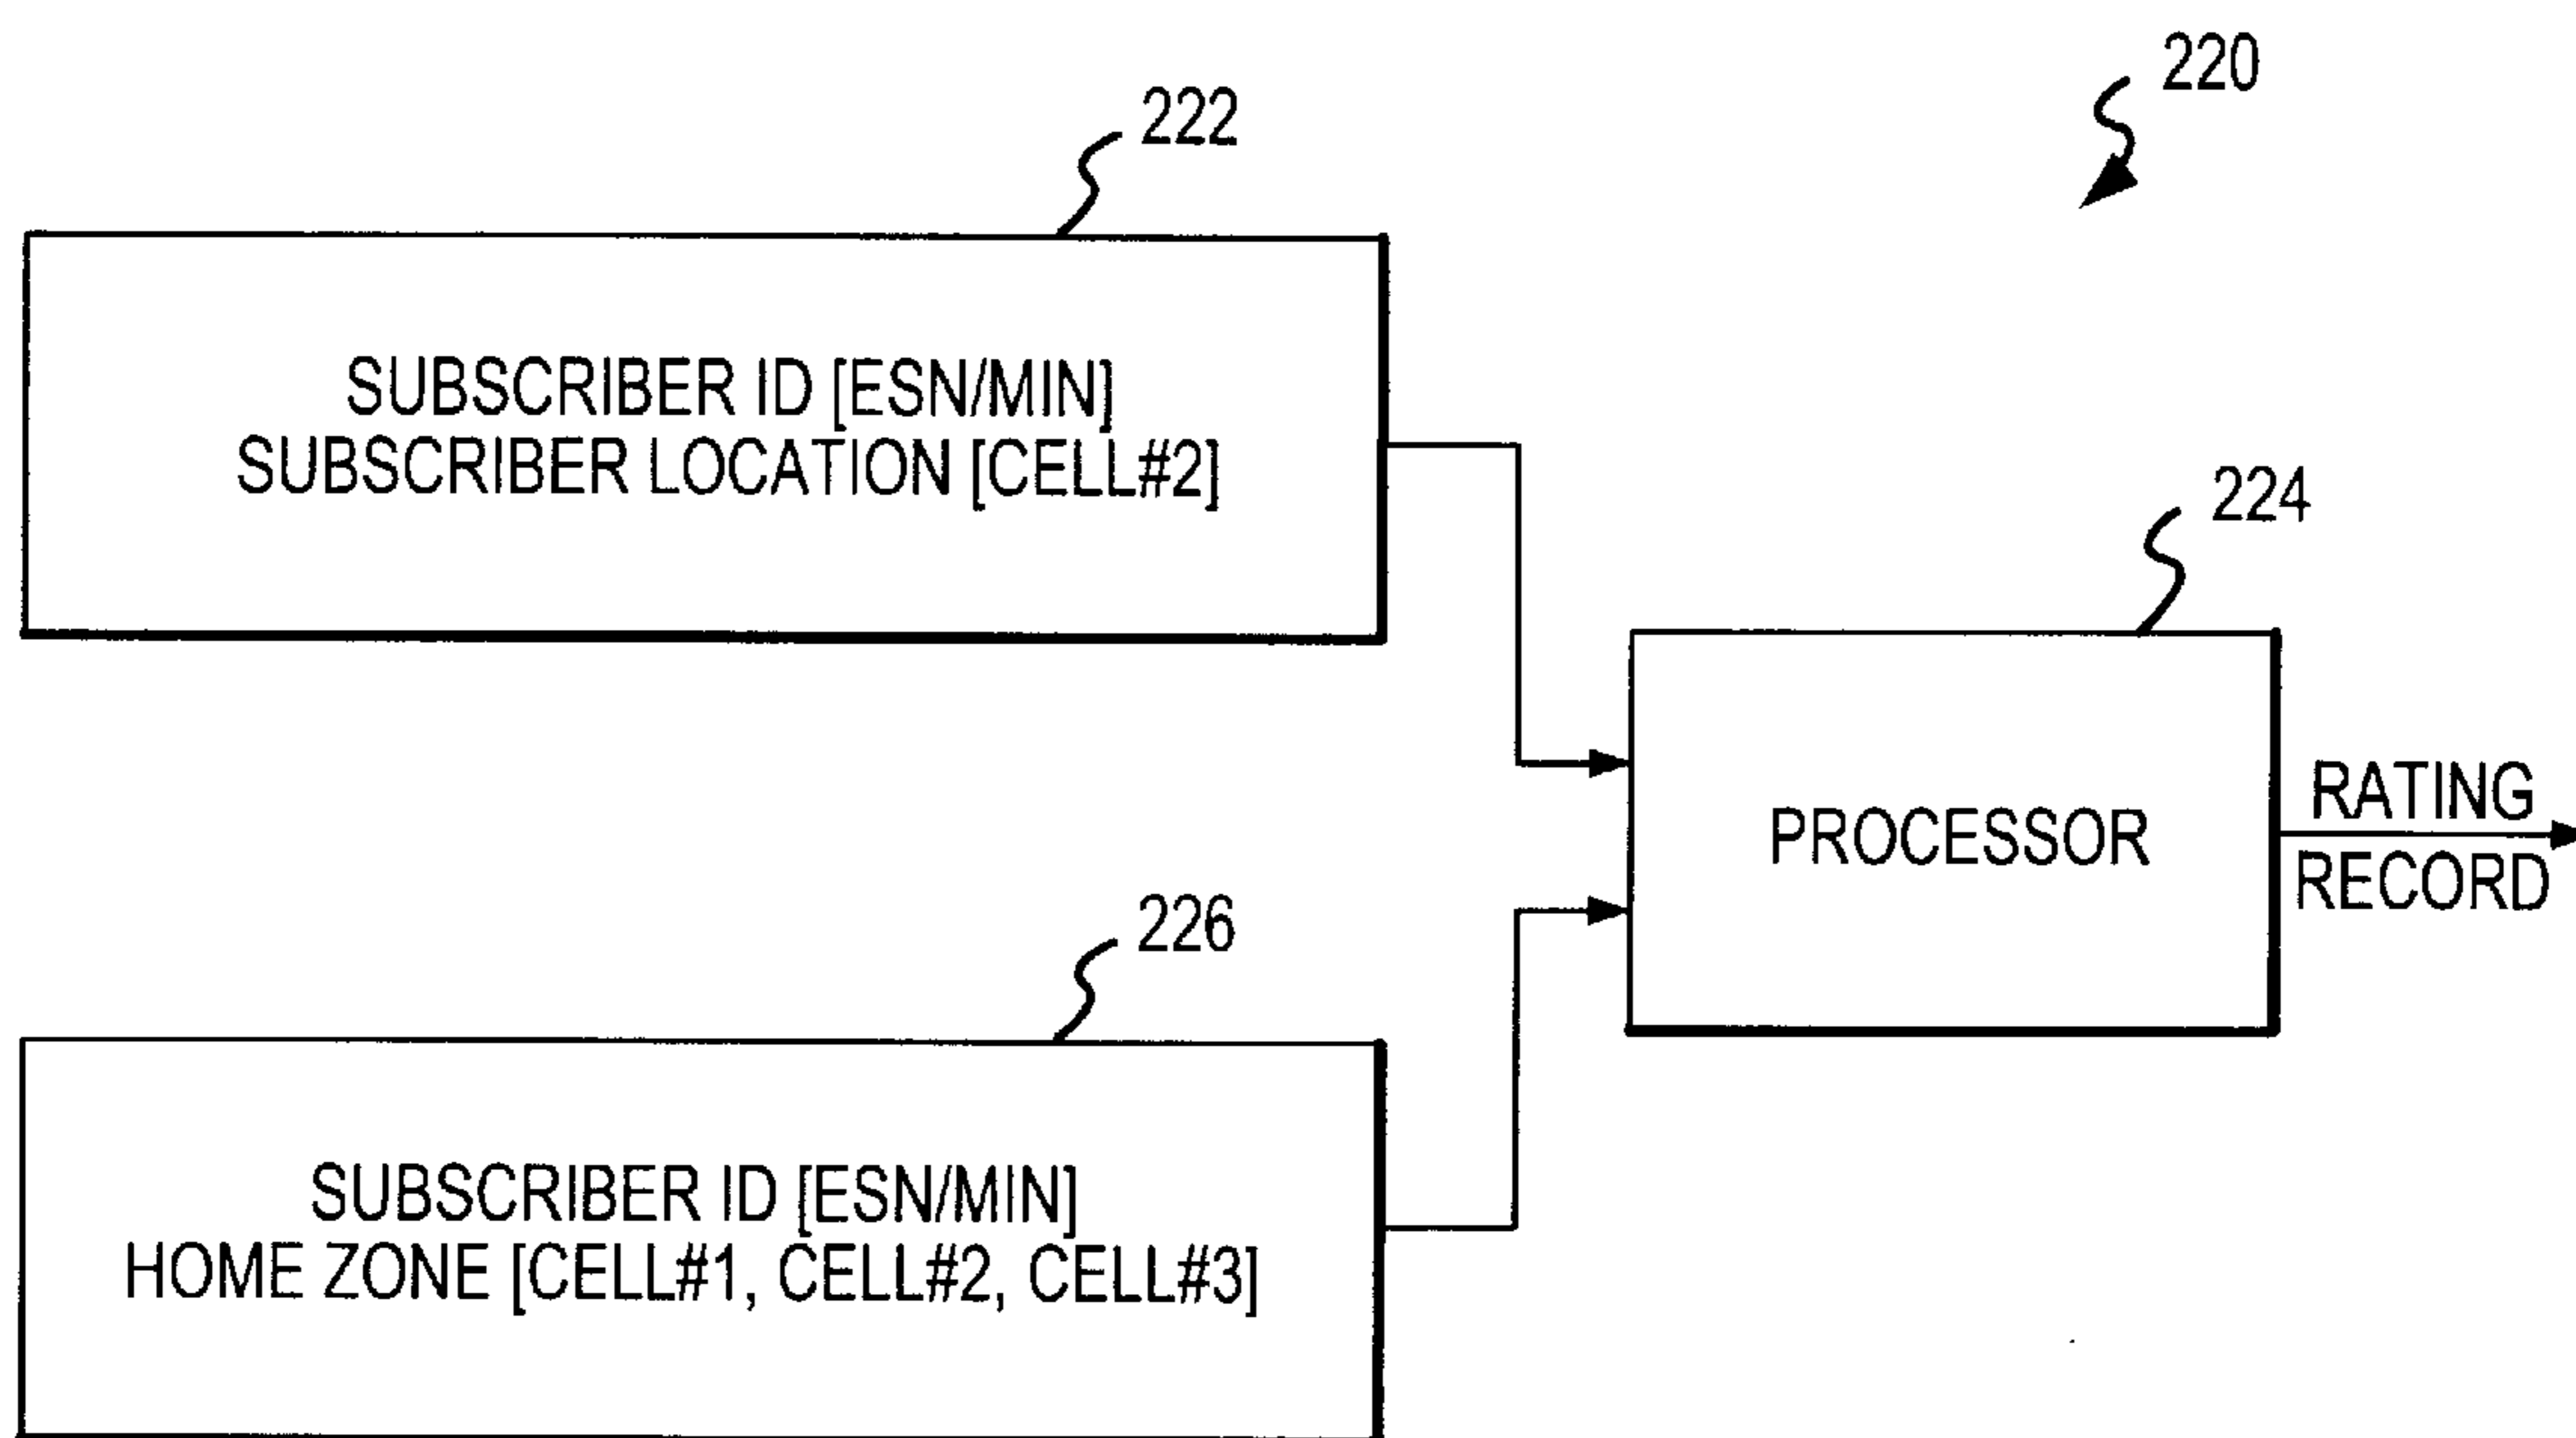 220
222
SUBSCRIBER ID [ESN/MIN]
SUBSCRIBER LOCATION [CELL#2]
224
PROCESSOR
RATING
RECORD
226
SUBSCRIBER ID [ESN/MIN]
HOME ZONE [CELL#1, CELL#2, CELL#3]